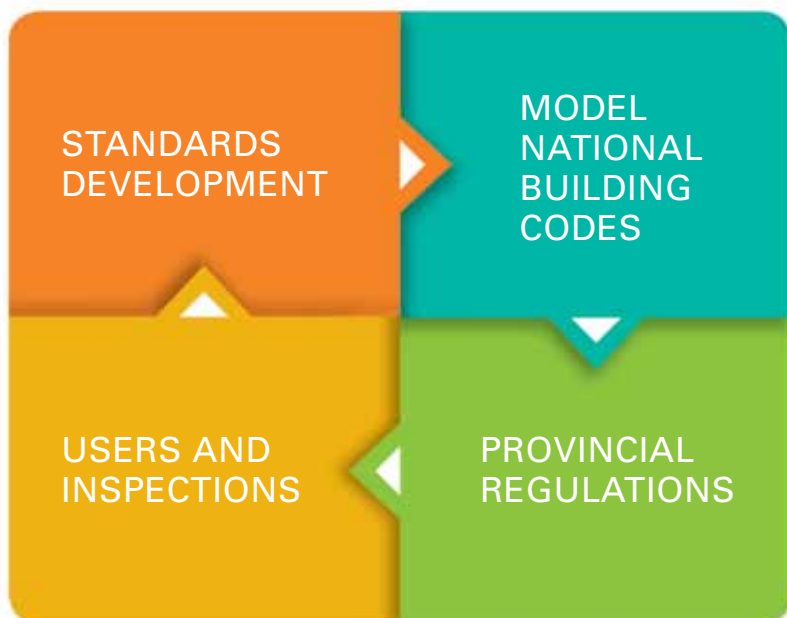 STANDARDS
DEVELOPMENT
MODEL
NATIONAL
BUILDING
CODES
USERS AND
INSPECTIONS
PROVINCIAL
REGULATIONS